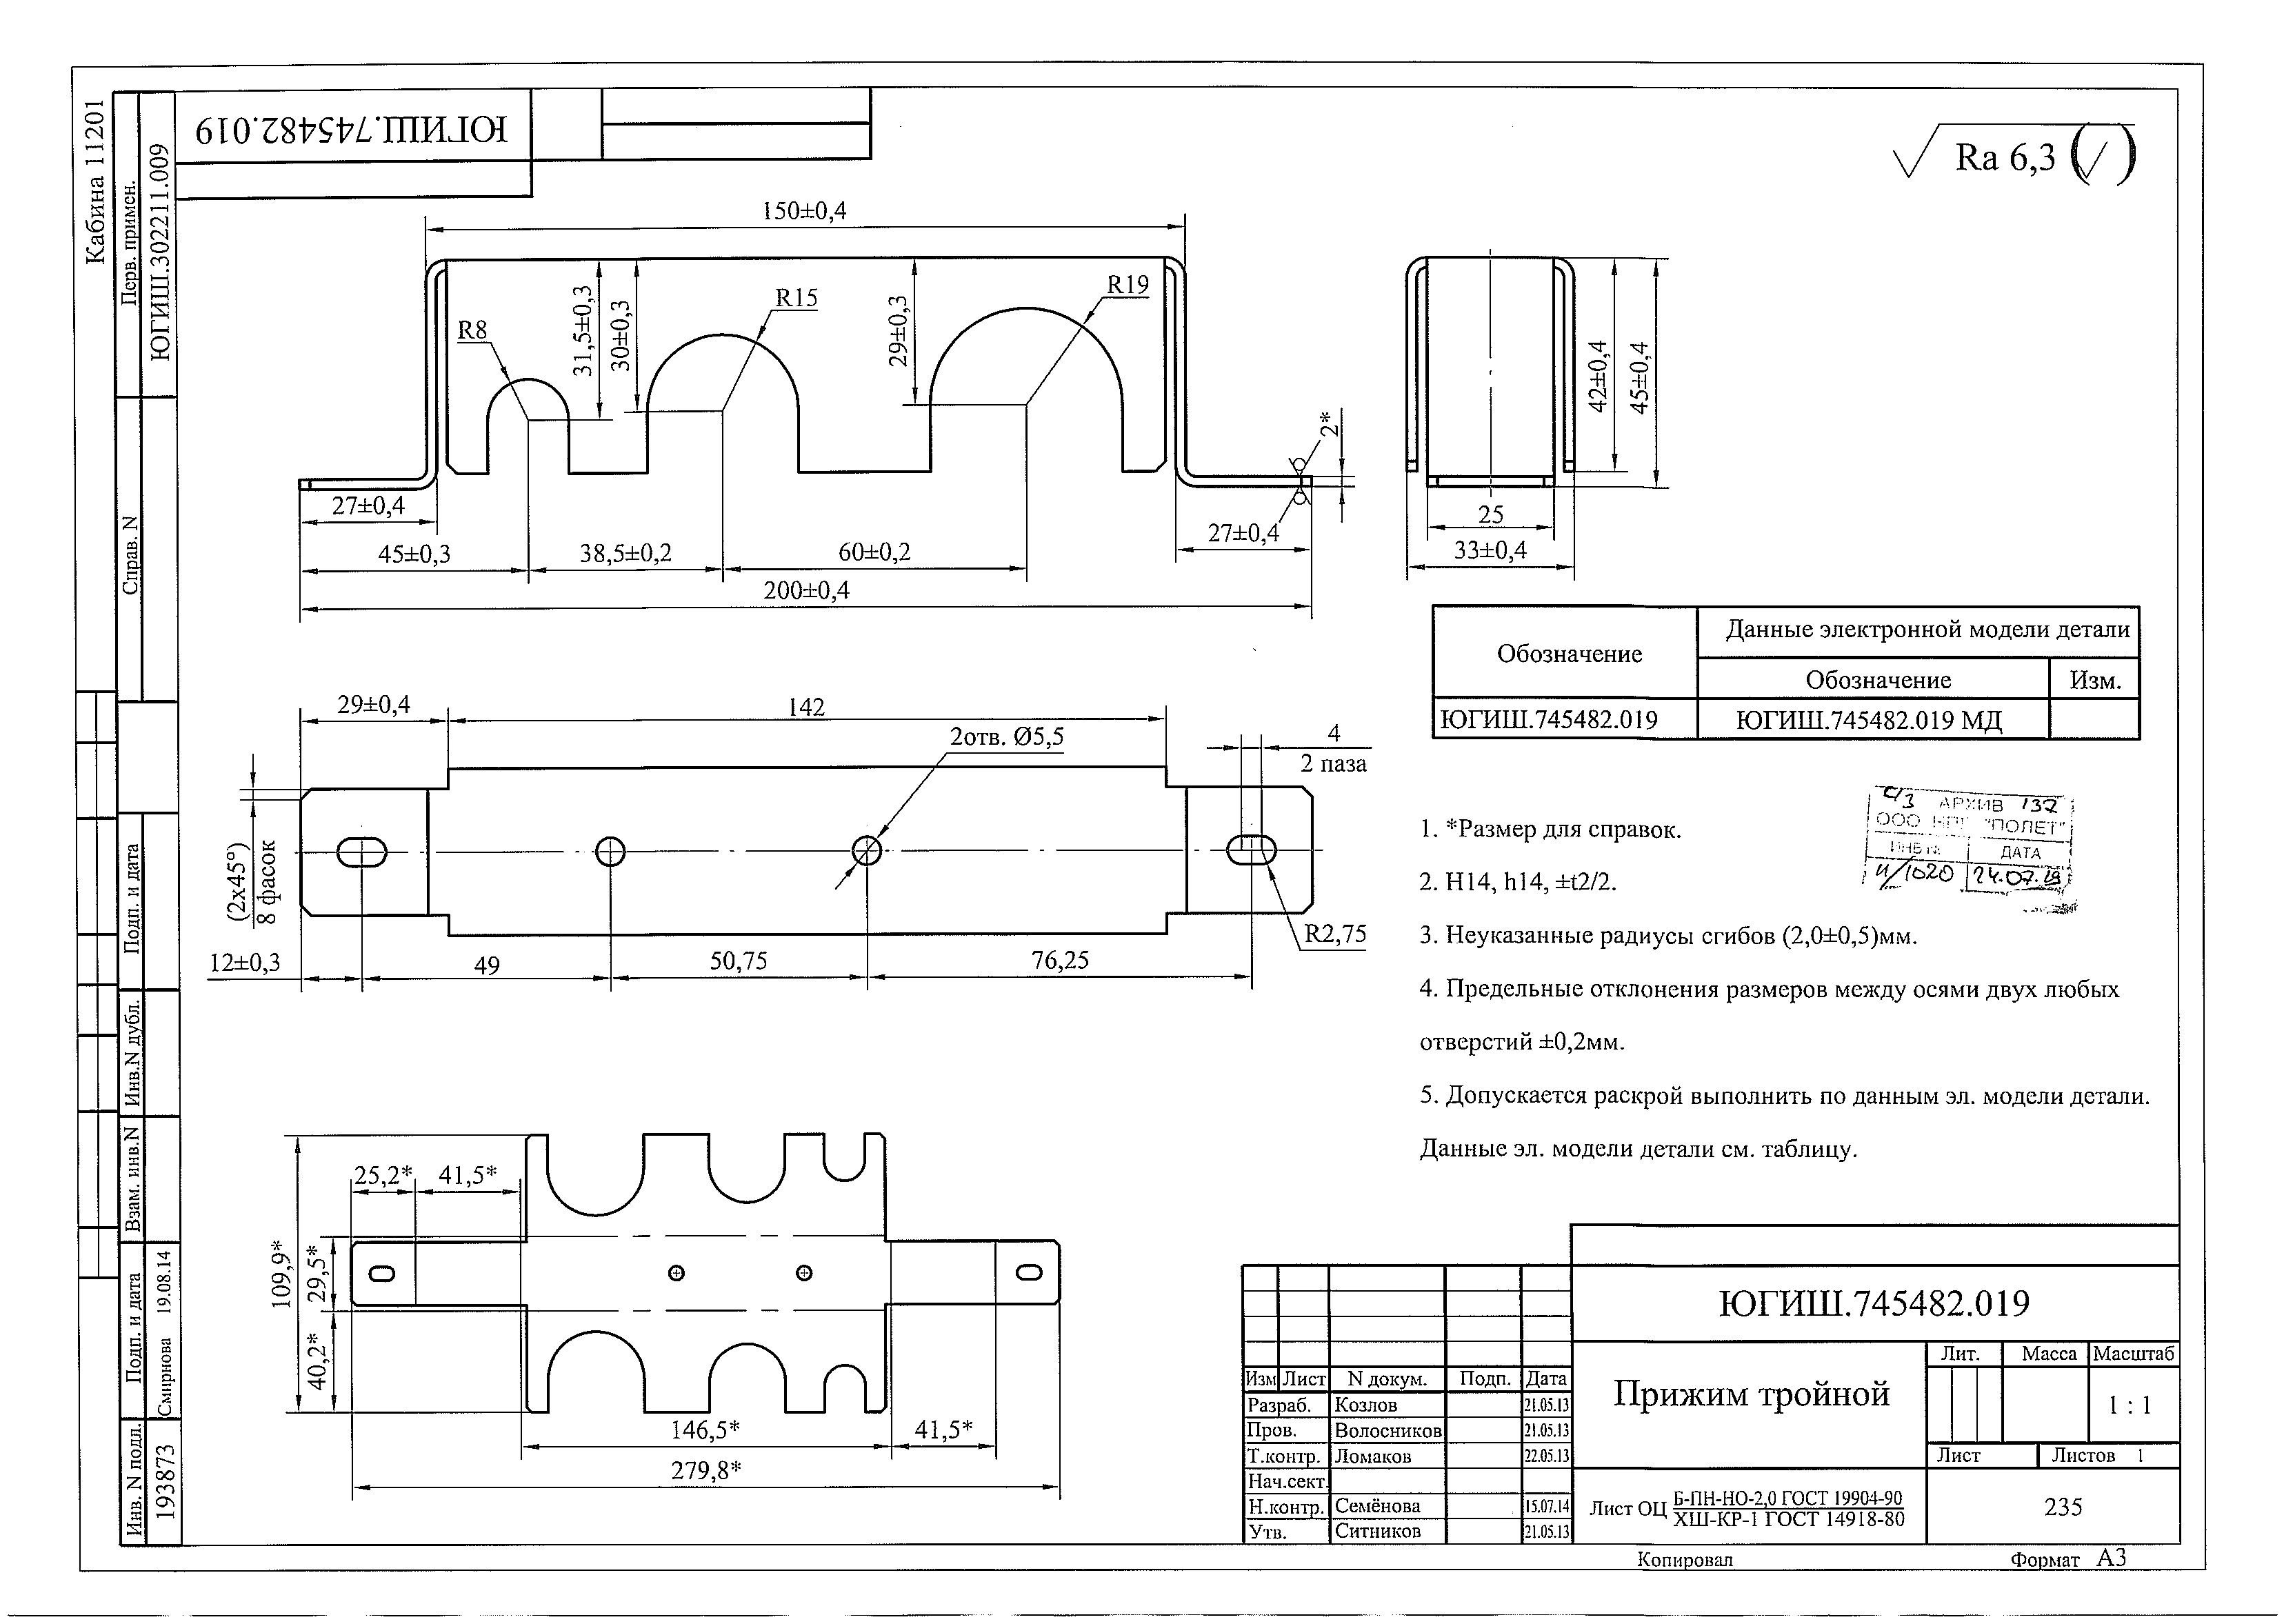 Кабина 11201
Перв. примен.
ЮГИШ.302211.009
Справ. N
Подп. и дата
Инв.N дубл.
Взам. инв.N
Подп. и дата
Смирнова 19.08.14
Инв. N подл.
193873
ЮГИШ.745482.019
Ra 6,3
150±0,4
R8
31,5±0,3
30±0,3
R15
29±0,3
R19
2*
27±0,4
27±0,4
45±0,3
38,5±0,2
60±0,2
200±0,4
42±0,4
45±0,4
25
33±0,4
Обозначение
Данные электронной модели детали
Обозначение
Изм.
ЮГИШ.745482.019
ЮГИШ.745482.019 МД
29±0,4
142
2отв. Ø5,5
4
2 паза
(2x45°)
8 фасок
R2,75
12±0,3
49
50,75
76,25
1. *Размер для справок.
2. H14, h14, ±t2/2.
3. Неуказанные радиусы сгибов (2,0±0,5)мм.
4. Предельные отклонения размеров между осями двух любых
отверстий ±0,2мм.
5. Допускается раскрой выполнить по данным эл. модели детали.
Данные эл. модели детали см. таблицу.
АРХИВ 132
ООО НПП "ПОЛЕТ"
ИНВ №
ДАТА
И/1020
24.07.19
25,2*
41,5*
109,9*
29,5*
40,2*
146,5*
41,5*
279,8*
ЮГИШ.745482.019
Прижим тройной
Лит.
Масса
Масштаб
1 : 1
Лист
Листов 1
Изм Лист N докум. Подп. Дата
Разраб. Козлов 21.05.13
Пров. Волосников 21.05.13
Т.контр. Ломаков 22.05.13
Нач.сект.
Н.контр. Семёнова 15.07.14
Утв. Ситников 21.05.13
Лист ОЦ
Б-ПН-НО-2,0 ГОСТ 19904-90
ХШ-КР-1 ГОСТ 14918-80
235
Копировал
Формат А3